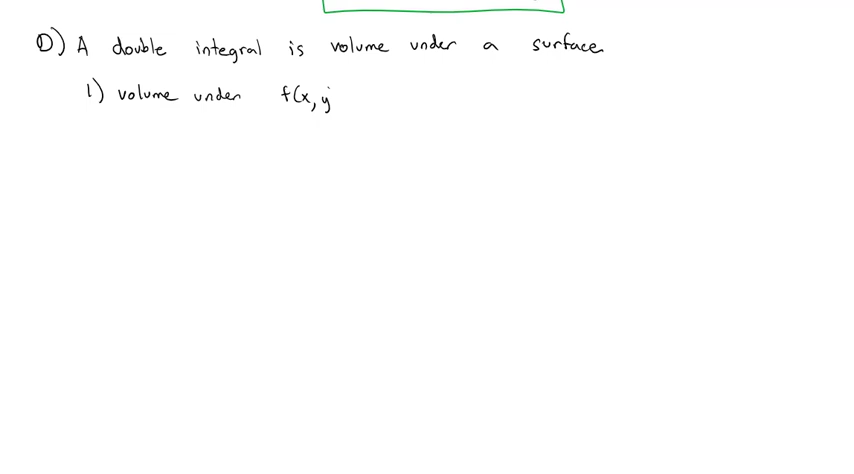 D) A double integral is volume under a surface
1) volume under f(x, y